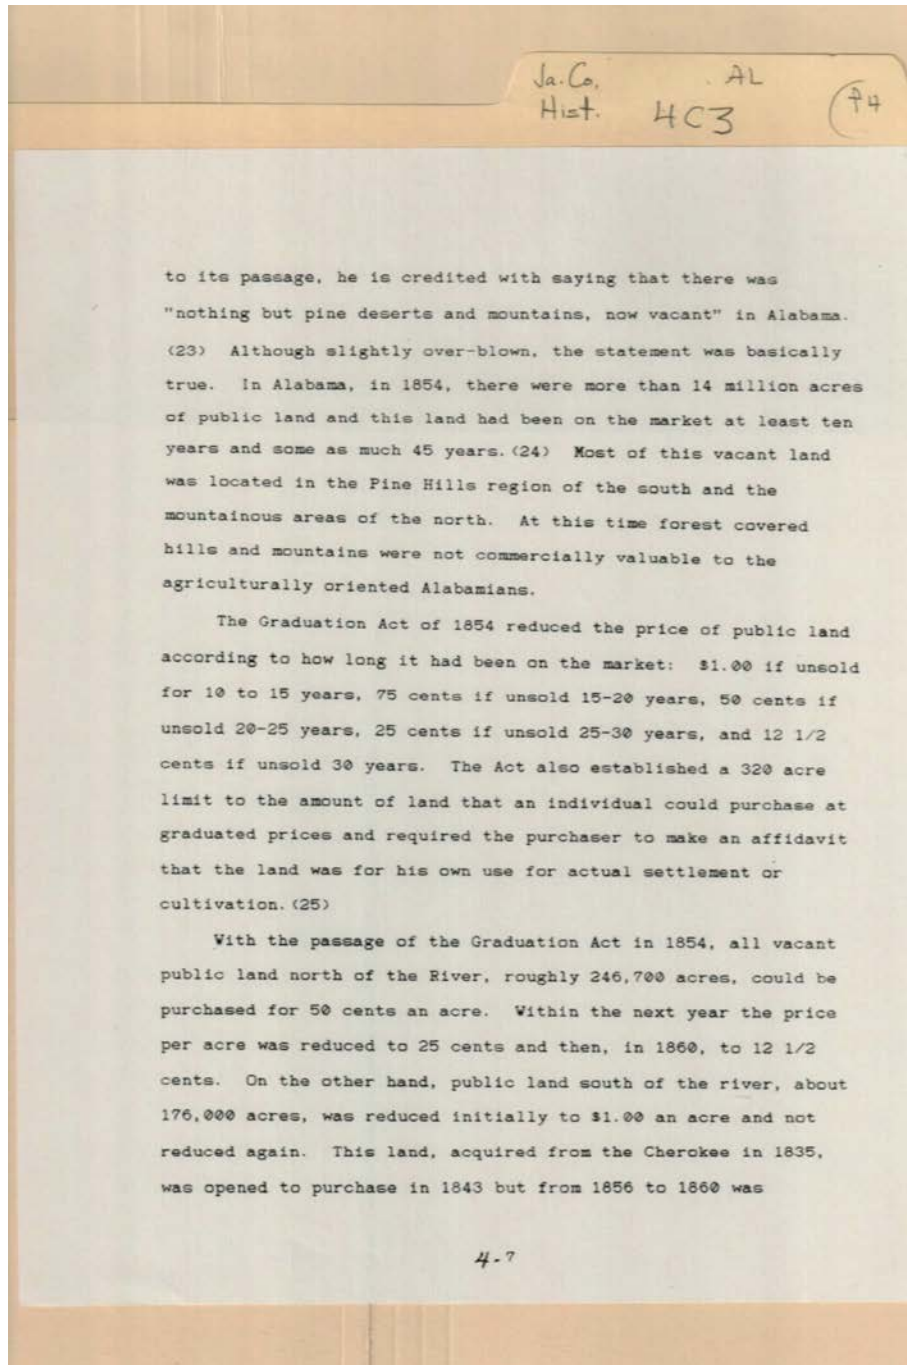 Ja. Co. AL
Hist. 4C3 P4
to its passage, he is credited with saying that there was
"nothing but pine deserts and mountains, now vacant" in Alabama.
(23) Although slightly over-blown, the statement was basically
true. In Alabama, in 1854, there were more than 14 million acres
of public land and this land had been on the market at least ten
years and some as much 45 years.(24) Most of this vacant land
was located in the Pine Hills region of the south and the
mountainous areas of the north. At this time forest covered
hills and mountains were not commercially valuable to the
agriculturally oriented Alabamians.
The Graduation Act of 1854 reduced the price of public land
according to how long it had been on the market: $1.00 if unsold
for 10 to 15 years, 75 cents if unsold 15-20 years, 50 cents if
unsold 20-25 years, 25 cents if unsold 25-30 years, and 12 1/2
cents if unsold 30 years. The Act also established a 320 acre
limit to the amount of land that an individual could purchase at
graduated prices and required the purchaser to make an affidavit
that the land was for his own use for actual settlement or
cultivation.(25)
With the passage of the Graduation Act in 1854, all vacant
public land north of the River, roughly 246,700 acres, could be
purchased for 50 cents an acre. Within the next year the price
per acre was reduced to 25 cents and then, in 1860, to 12 1/2
cents. On the other hand, public land south of the river, about
176,000 acres, was reduced initially to $1.00 an acre and not
reduced again. This land, acquired from the Cherokee in 1835,
was opened to purchase in 1843 but from 1856 to 1860 was
4-7